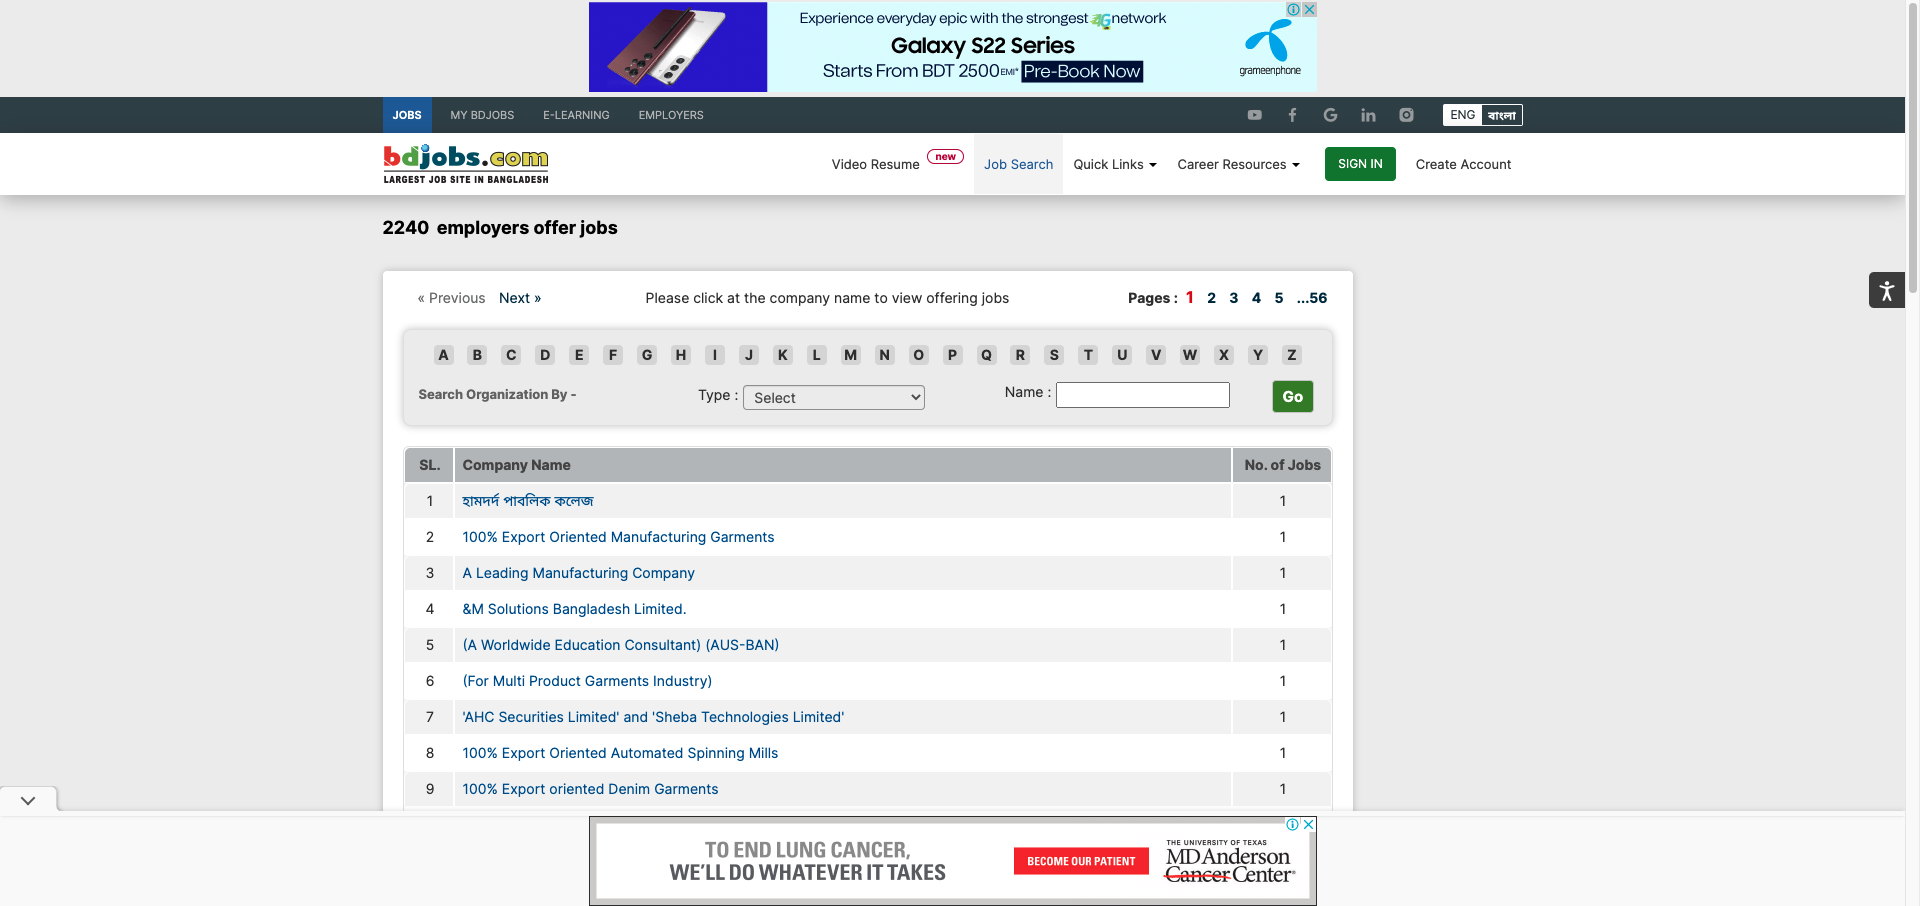 Experience everyday epic with the strongest 4G network
Galaxy S22 Series
Starts From BDT 2500 EMI* Pre-Book Now
grameenphone
JOBS MY BDJOBS E-LEARNING EMPLOYERS ENG বাংলা
bdjobs.com
LARGEST JOB SITE IN BANGLADESH
Video Resume new Job Search Quick Links Career Resources SIGN IN Create Account
2240 employers offer jobs
« Previous Next » Please click at the company name to view offering jobs Pages : 1 2 3 4 5 ...56
A B C D E F G H I J K L M N O P Q R S T U V W X Y Z
Search Organization By - Type : Select Name : Go
SL. Company Name No. of Jobs
1 হামদর্দ পাবলিক কলেজ 1
2 100% Export Oriented Manufacturing Garments 1
3 A Leading Manufacturing Company 1
4 &M Solutions Bangladesh Limited. 1
5 (A Worldwide Education Consultant) (AUS-BAN) 1
6 (For Multi Product Garments Industry) 1
7 'AHC Securities Limited' and 'Sheba Technologies Limited' 1
8 100% Export Oriented Automated Spinning Mills 1
9 100% Export oriented Denim Garments 1
TO END LUNG CANCER,
WE'LL DO WHATEVER IT TAKES
BECOME OUR PATIENT
THE UNIVERSITY OF TEXAS
MD Anderson
Cancer Center